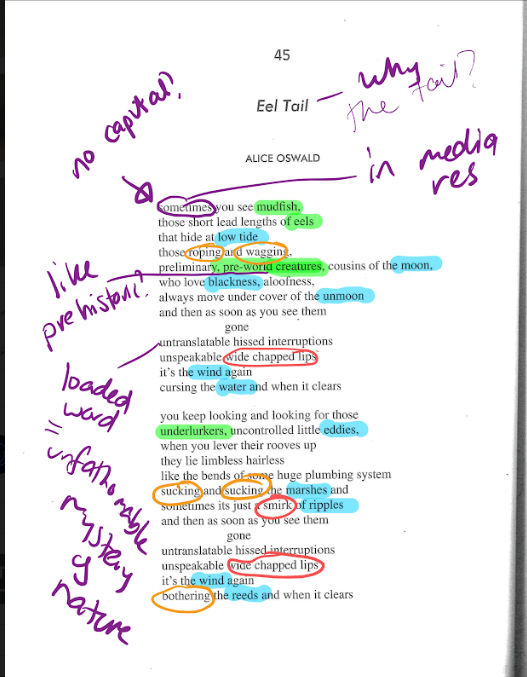 45
Eel Tail – why the tail?
ALICE OSWALD
no capital?
in media res
sometimes you see mudfish,
those short lead lengths of eels
that hide at low tide
those roping and wagging,
preliminary, pre-world creatures, cousins of the moon,
who love blackness, aloofness,
always move under cover of the unmoon
and then as soon as you see them
gone
untranslatable hissed interruptions
unspeakable wide chapped lips
it's the wind again
cursing the water and when it clears
like prehistoric?
loaded word = unfathomable mystery of nature
you keep looking and looking for those
underlurkers, uncontrolled little eddies,
when you lever their rooves up
they lie limbless hairless
like the bends of some huge plumbing system
sucking and sucking the marshes and
sometimes its just a smirk of ripples
and then as soon as you see them
gone
untranslatable hissed interruptions
unspeakable wide chapped lips
it's the wind again
bothering the reeds and when it clears